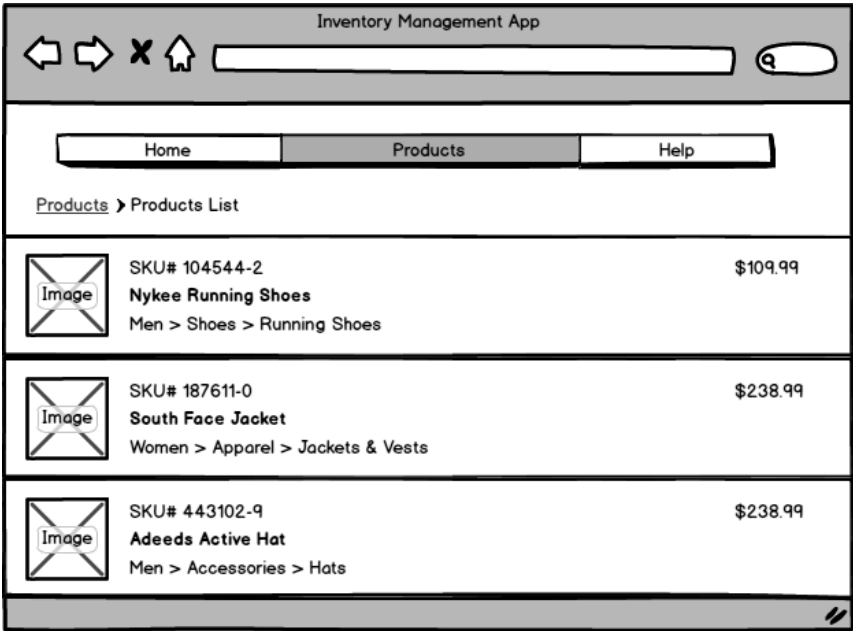 Inventory Management App
Home Products Help
Products > Products List
Image
SKU# 104544-2 $109.99
Nykee Running Shoes
Men > Shoes > Running Shoes
Image
SKU# 187611-0 $238.99
South Face Jacket
Women > Apparel > Jackets & Vests
Image
SKU# 443102-9 $238.99
Adeeds Active Hat
Men > Accessories > Hats